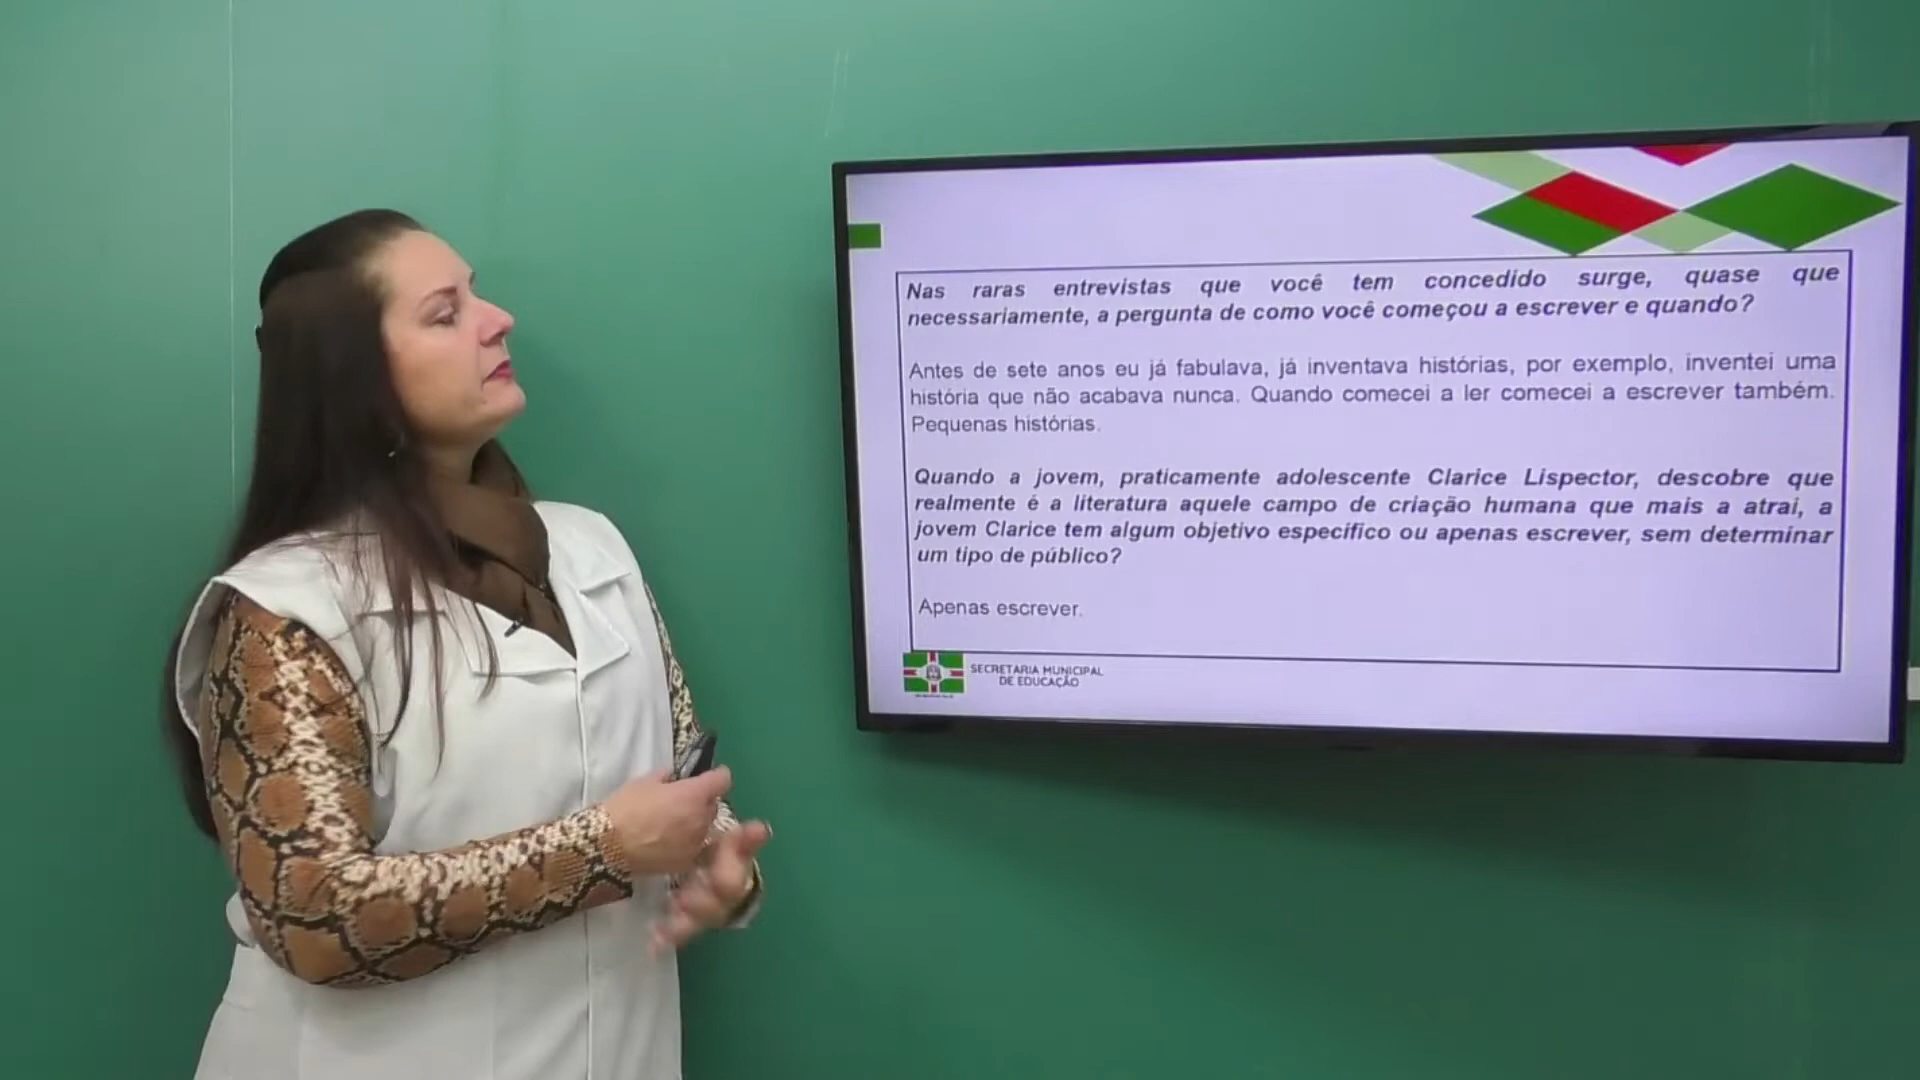 Nas raras entrevistas que você tem concedido surge, quase que
necessariamente, a pergunta de como você começou a escrever e quando?
Antes de sete anos eu já fabulava, já inventava histórias, por exemplo, inventei uma
história que não acabava nunca. Quando comecei a ler comecei a escrever também.
Pequenas histórias.
Quando a jovem, praticamente adolescente Clarice Lispector, descobre que
realmente é a literatura aquele campo de criação humana que mais a atrai, a
jovem Clarice tem algum objetivo específico ou apenas escrever, sem determinar
um tipo de público?
Apenas escrever.
SECRETARIA MUNICIPAL
DE EDUCAÇÃO